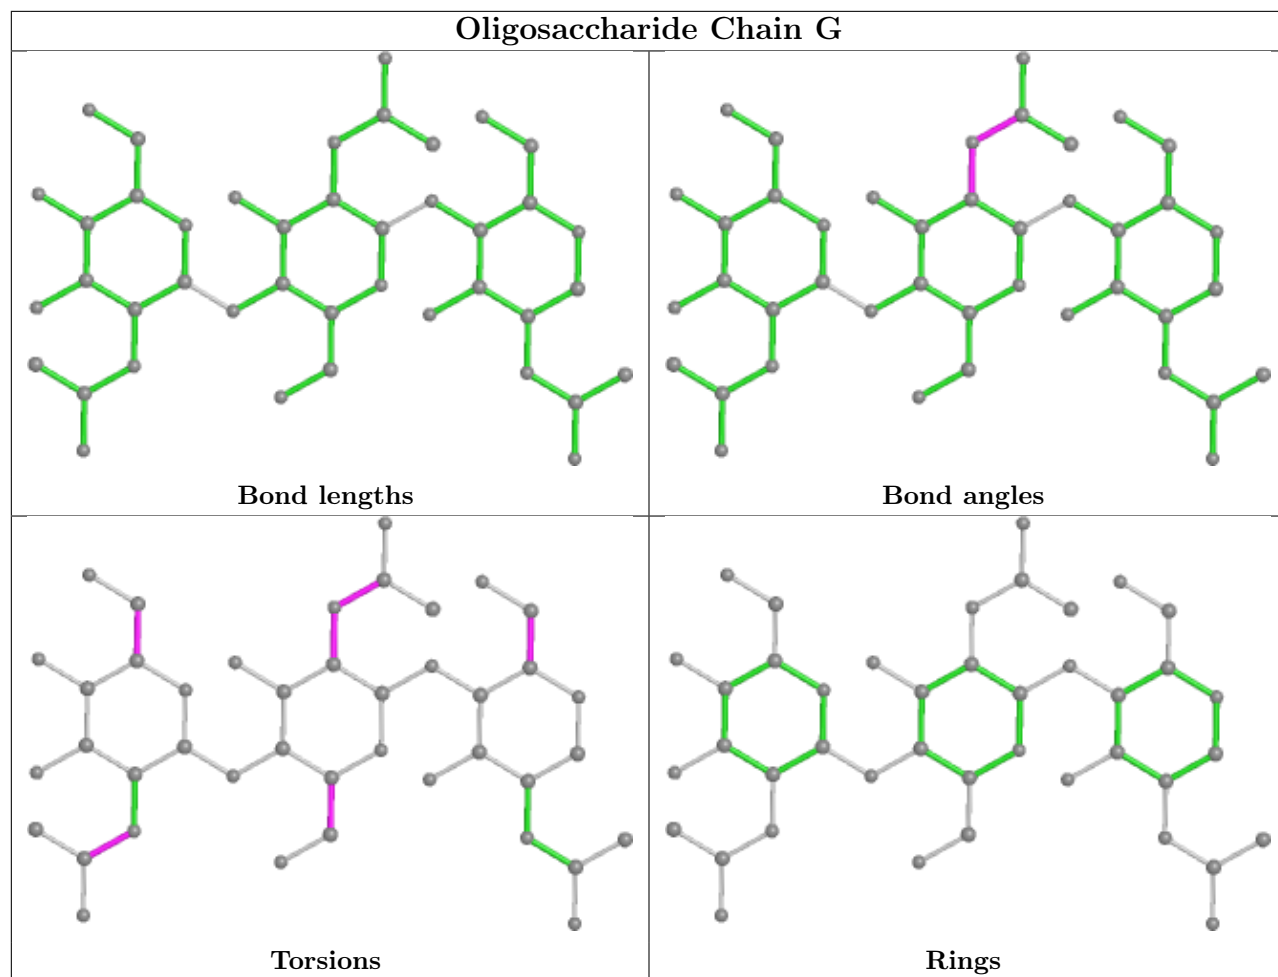 Oligosaccharide Chain G
Bond lengths
Bond angles
Torsions
Rings